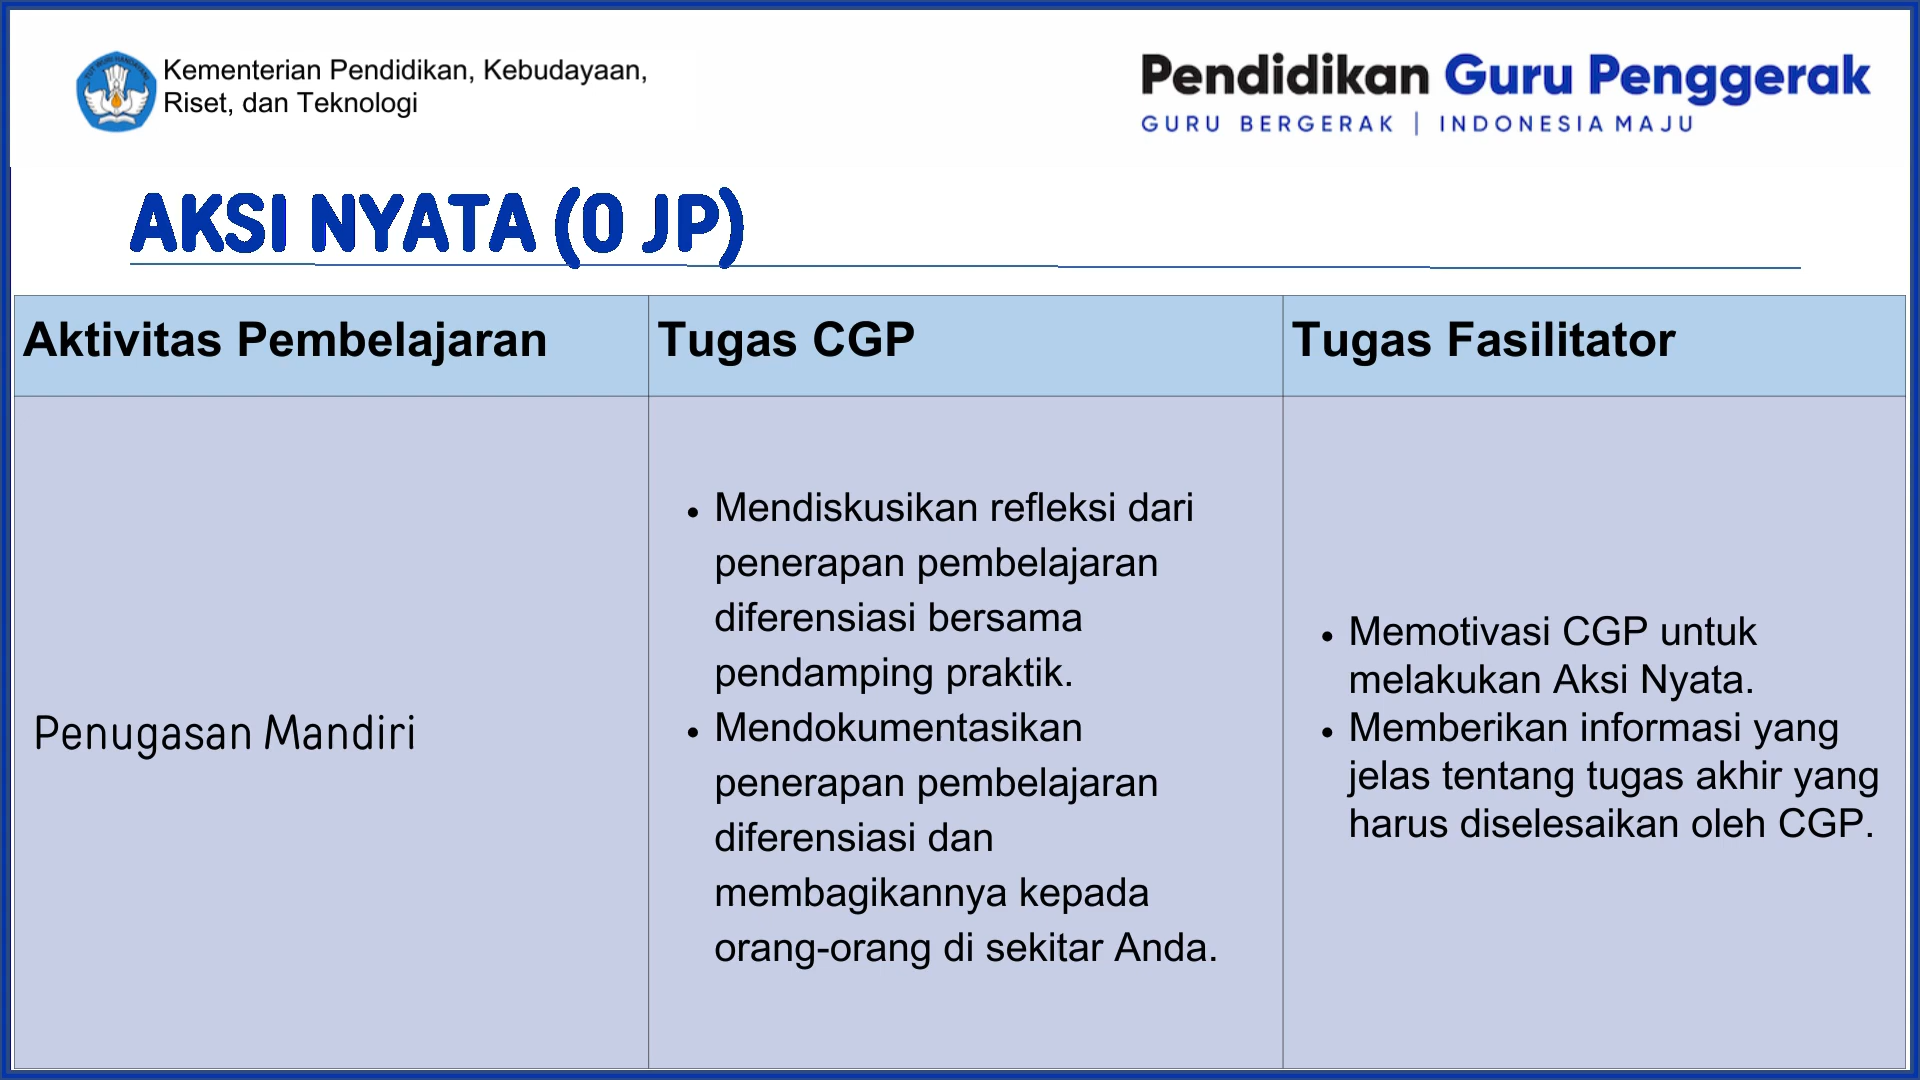 Kementerian Pendidikan, Kebudayaan,
Riset, dan Teknologi
Pendidikan Guru Penggerak
GURU BERGERAK | INDONESIA MAJU
AKSI NYATA (0 JP)
Aktivitas Pembelajaran
Tugas CGP
Tugas Fasilitator
Penugasan Mandiri
• Mendiskusikan refleksi dari
penerapan pembelajaran
diferensiasi bersama
pendamping praktik.
• Mendokumentasikan
penerapan pembelajaran
diferensiasi dan
membagikannya kepada
orang-orang di sekitar Anda.
• Memotivasi CGP untuk
melakukan Aksi Nyata.
• Memberikan informasi yang
jelas tentang tugas akhir yang
harus diselesaikan oleh CGP.